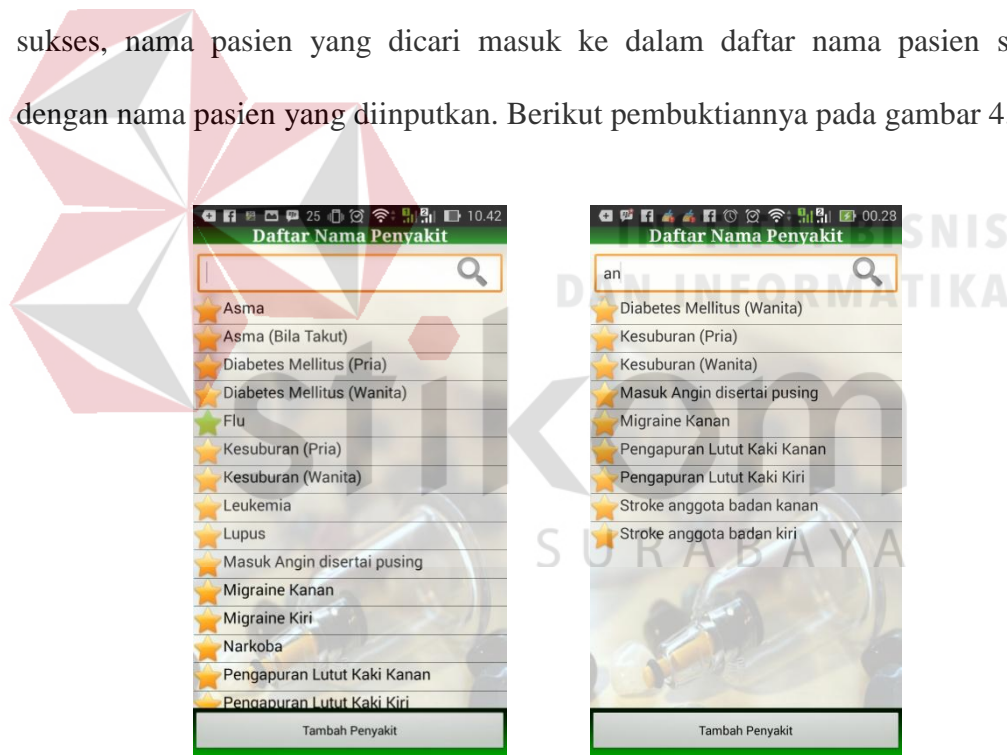 sukses, nama pasien yang dicari masuk ke dalam daftar nama pasien s
dengan nama pasien yang diinputkan. Berikut pembuktiannya pada gambar 4
25 10.42
Daftar Nama Penyakit
Asma
Asma (Bila Takut)
Diabetes Mellitus (Pria)
Diabetes Mellitus (Wanita)
Flu
Kesuburan (Pria)
Kesuburan (Wanita)
Leukemia
Lupus
Masuk Angin disertai pusing
Migraine Kanan
Migraine Kiri
Narkoba
Pengapuran Lutut Kaki Kanan
Pengapuran Lutut Kaki Kiri
Tambah Penyakit
00.28
Daftar Nama Penyakit
an
Diabetes Mellitus (Wanita)
Kesuburan (Pria)
Kesuburan (Wanita)
Masuk Angin disertai pusing
Migraine Kanan
Pengapuran Lutut Kaki Kanan
Pengapuran Lutut Kaki Kiri
Stroke anggota badan kanan
Stroke anggota badan kiri
Tambah Penyakit
BISNIS
DAN INFORMATIKA
stikom
SURABAYA